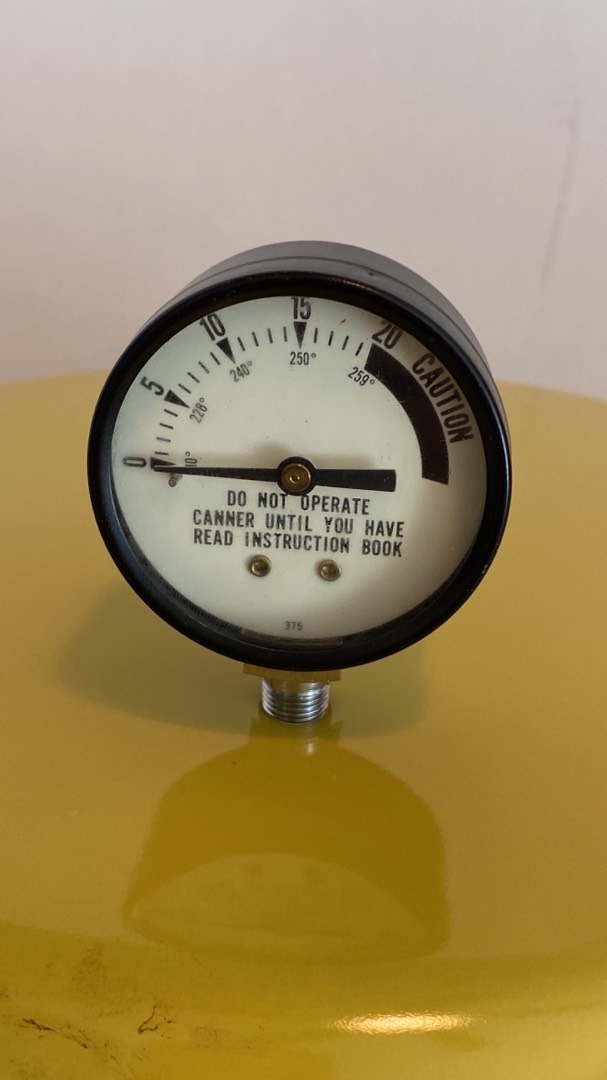 0
5
10
15
20
228°
240°
250°
259°
CAUTION
DO NOT OPERATE
CANNER UNTIL YOU HAVE
READ INSTRUCTION BOOK
375